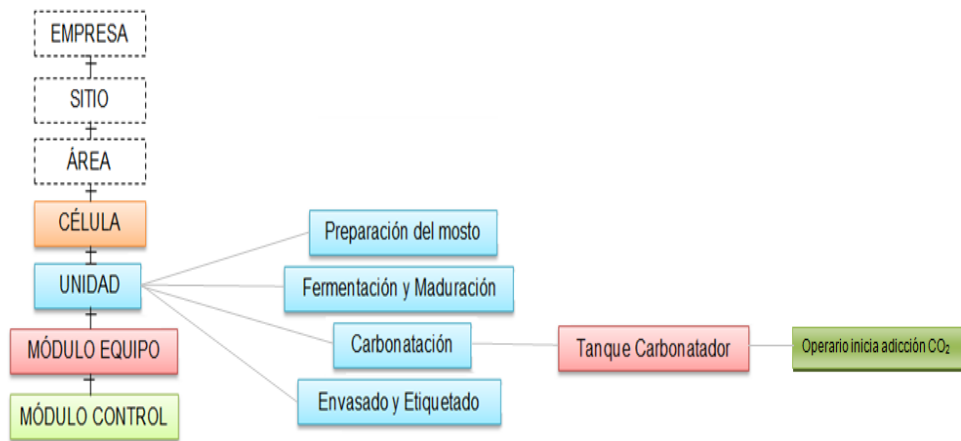 EMPRESA
SITIO
ÁREA
CÉLULA
UNIDAD
MÓDULO EQUIPO
MÓDULO CONTROL
Preparación del mosto
Fermentación y Maduración
Carbonatación
Envasado y Etiquetado
Tanque Carbonatador
Operario inicia adicción CO₂